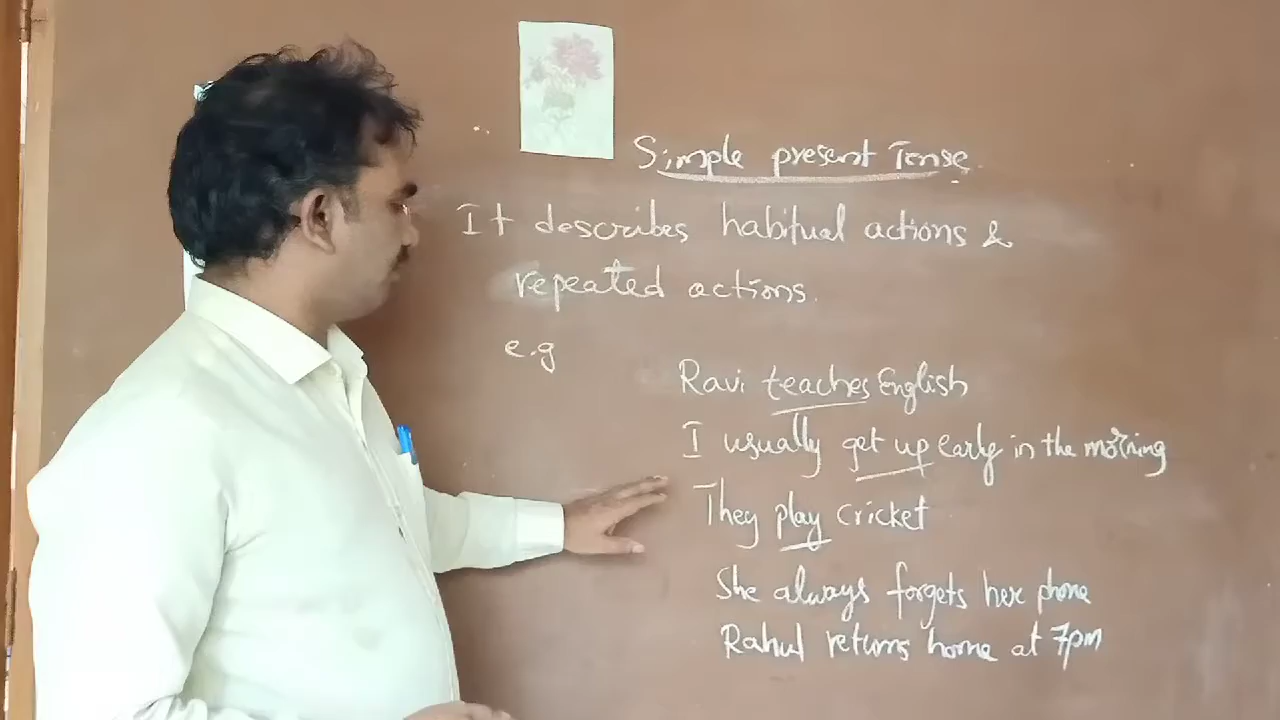 Simple present Tense.
It describes habitual actions &
repeated actions.
e.g
Ravi teaches English
I usually get up early in the morning
They play cricket
She always forgets her phone
Rahul returns home at 7pm